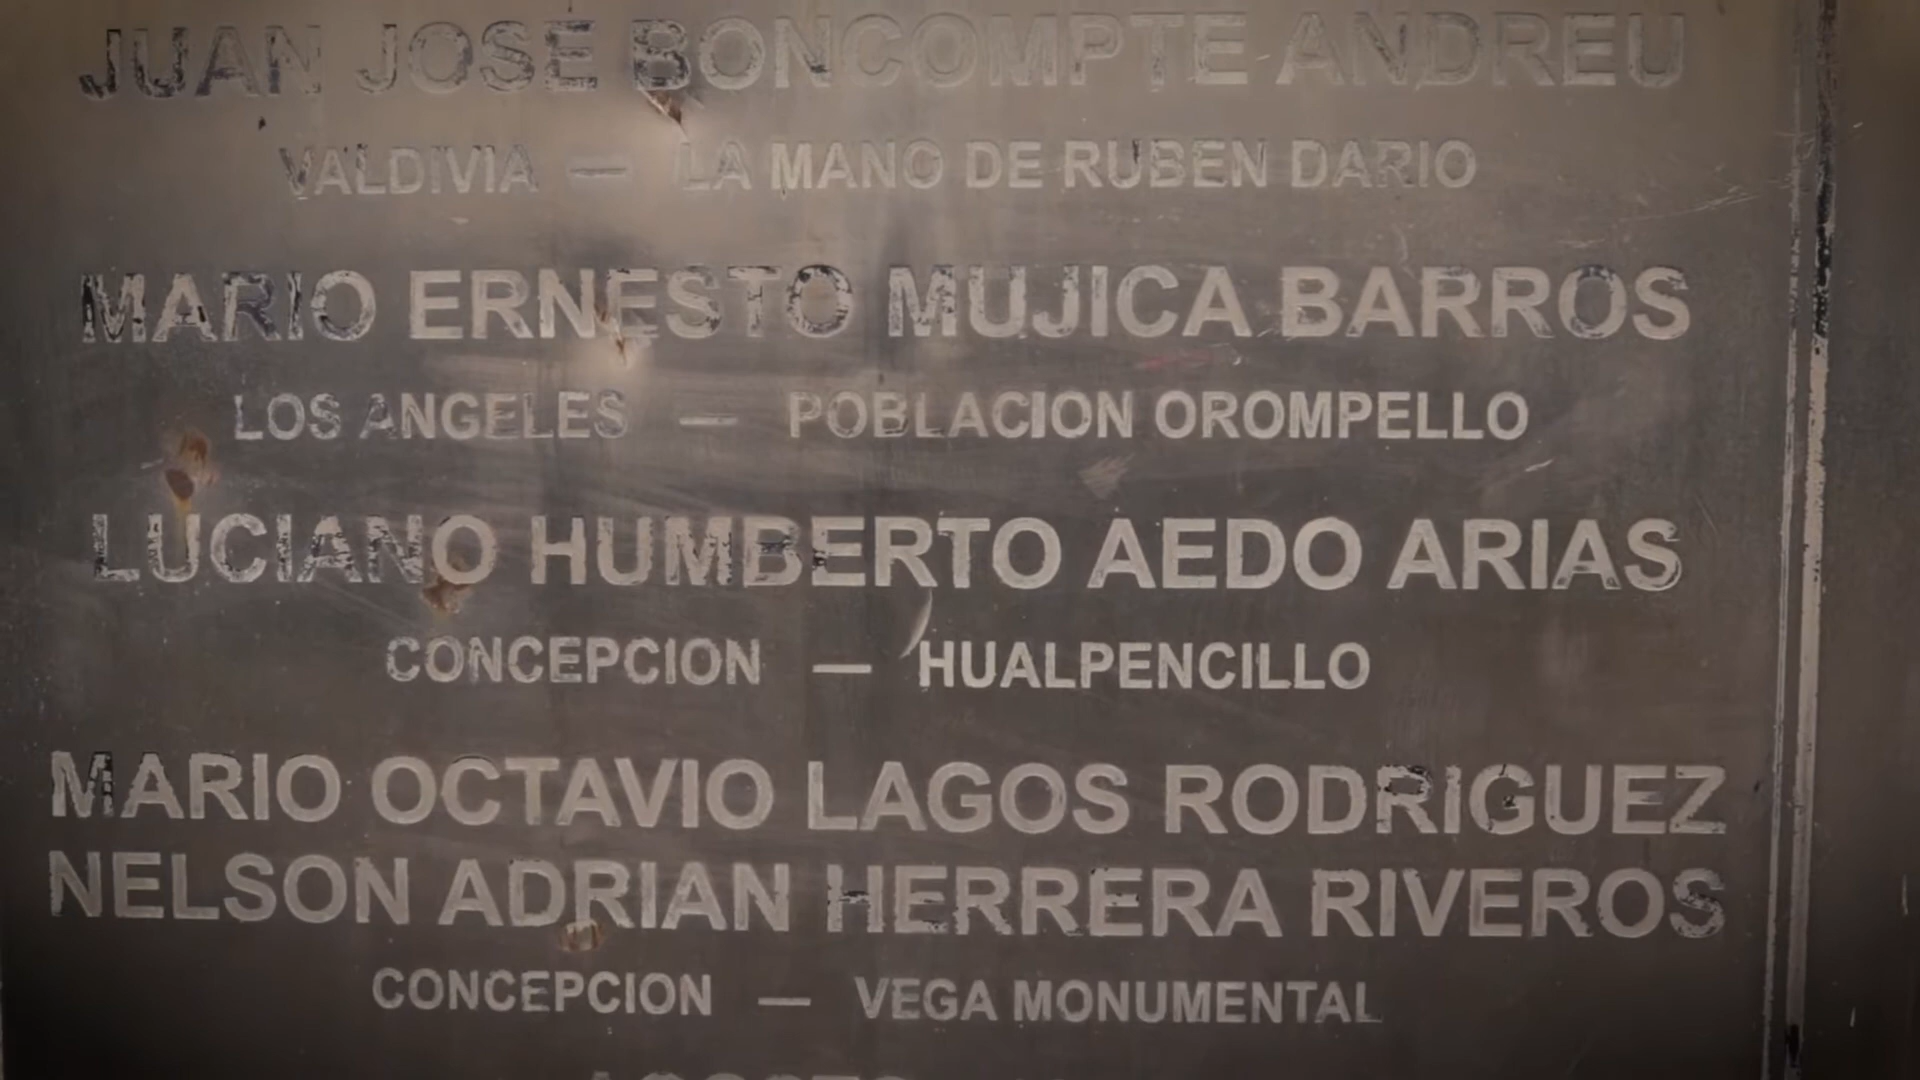 JUAN JOSE BONCOMPTE ANDREU
VALDIVIA — LA MANO DE RUBEN DARIO
MARIO ERNESTO MUJICA BARROS
LOS ANGELES — POBLACION OROMPELLO
LUCIANO HUMBERTO AEDO ARIAS
CONCEPCION — HUALPENCILLO
MARIO OCTAVIO LAGOS RODRIGUEZ
NELSON ADRIAN HERRERA RIVEROS
CONCEPCION — VEGA MONUMENTAL